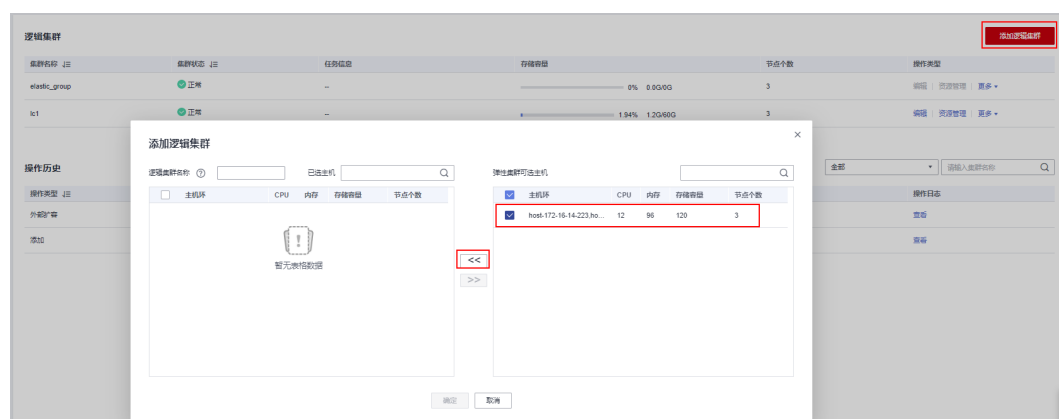 逻辑集群
添加逻辑集群
集群名称 集群状态 任务信息 存储容量 节点个数 操作类型
elastic_group 正常 -- 0% 0.0G/0G 3 编辑 资源管理 更多
lc1 正常 -- 1.94% 1.2G/60G 3 编辑 资源管理 更多
操作历史
全部 请输入集群名称
操作类型 操作日志
外部扩容 查看
添加 查看
添加逻辑集群 ×
逻辑集群名称 ? 已选主机 弹性集群可选主机
主机环 CPU 内存 存储容量 节点个数
暂无表格数据
<<
>>
主机环 CPU 内存 存储容量 节点个数
host-172-16-14-223,ho... 12 96 120 3
确定 取消